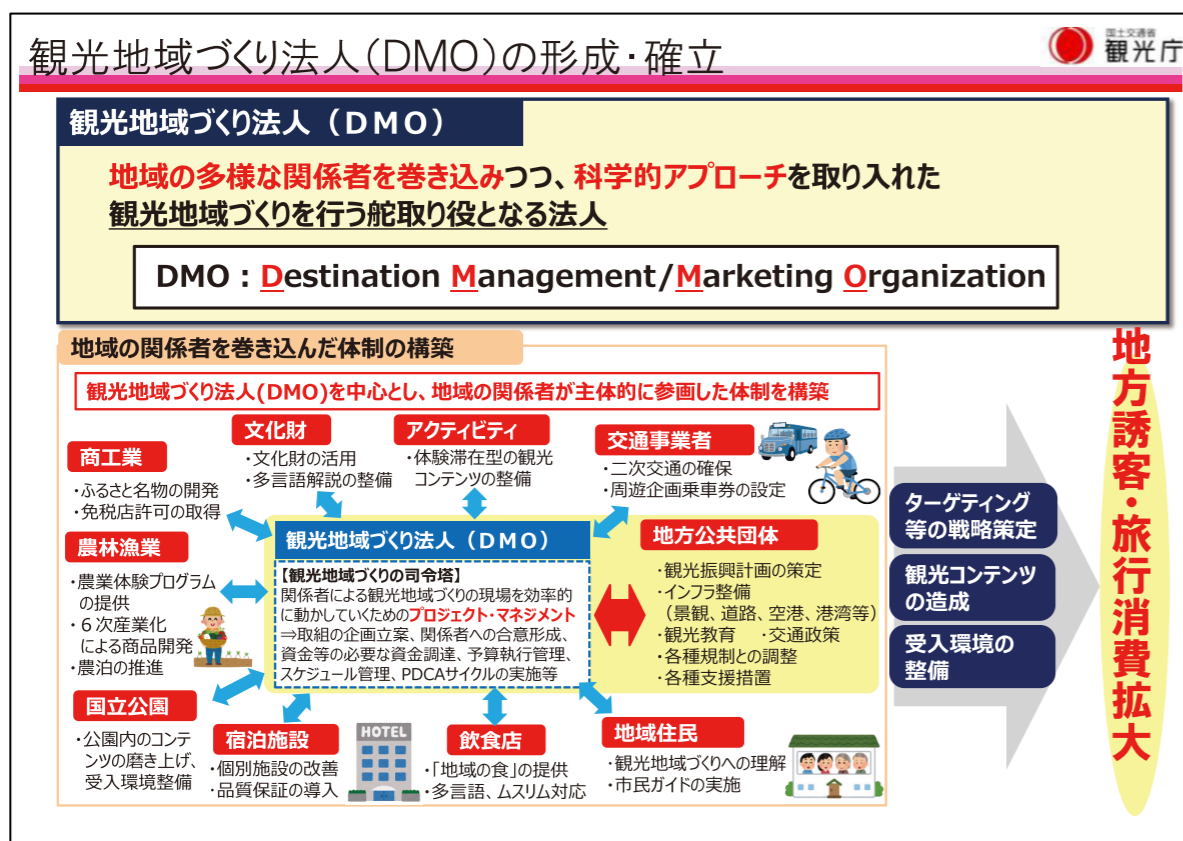 観光地域づくり法人(DMO)の形成・確立
国土交通省
観光庁
観光地域づくり法人（ＤＭＯ）
地域の多様な関係者を巻き込みつつ、科学的アプローチを取り入れた
観光地域づくりを行う舵取り役となる法人
DMO：Destination Management/Marketing Organization
地域の関係者を巻き込んだ体制の構築
観光地域づくり法人(DMO)を中心とし、地域の関係者が主体的に参画した体制を構築
商工業
・ふるさと名物の開発
・免税店許可の取得
文化財
・文化財の活用
・多言語解説の整備
アクティビティ
・体験滞在型の観光
コンテンツの整備
交通事業者
・二次交通の確保
・周遊企画乗車券の設定
農林漁業
・農業体験プログラム
の提供
・６次産業化
による商品開発
・農泊の推進
観光地域づくり法人（ＤＭＯ）
【観光地域づくりの司令塔】
関係者による観光地域づくりの現場を効率的
に動かしていくためのプロジェクト・マネジメント
⇒取組の企画立案、関係者への合意形成、
資金等の必要な資金調達、予算執行管理、
スケジュール管理、PDCAサイクルの実施等
地方公共団体
・観光振興計画の策定
・インフラ整備
（景観、道路、空港、港湾等）
・観光教育　・交通政策
・各種規制との調整
・各種支援措置
国立公園
・公園内のコンテ
ンツの磨き上げ、
受入環境整備
宿泊施設
・個別施設の改善
・品質保証の導入
HOTEL
飲食店
・「地域の食」の提供
・多言語、ムスリム対応
地域住民
・観光地域づくりへの理解
・市民ガイドの実施
ターゲティング
等の戦略策定
観光コンテンツ
の造成
受入環境の
整備
地方誘客・旅行消費拡大